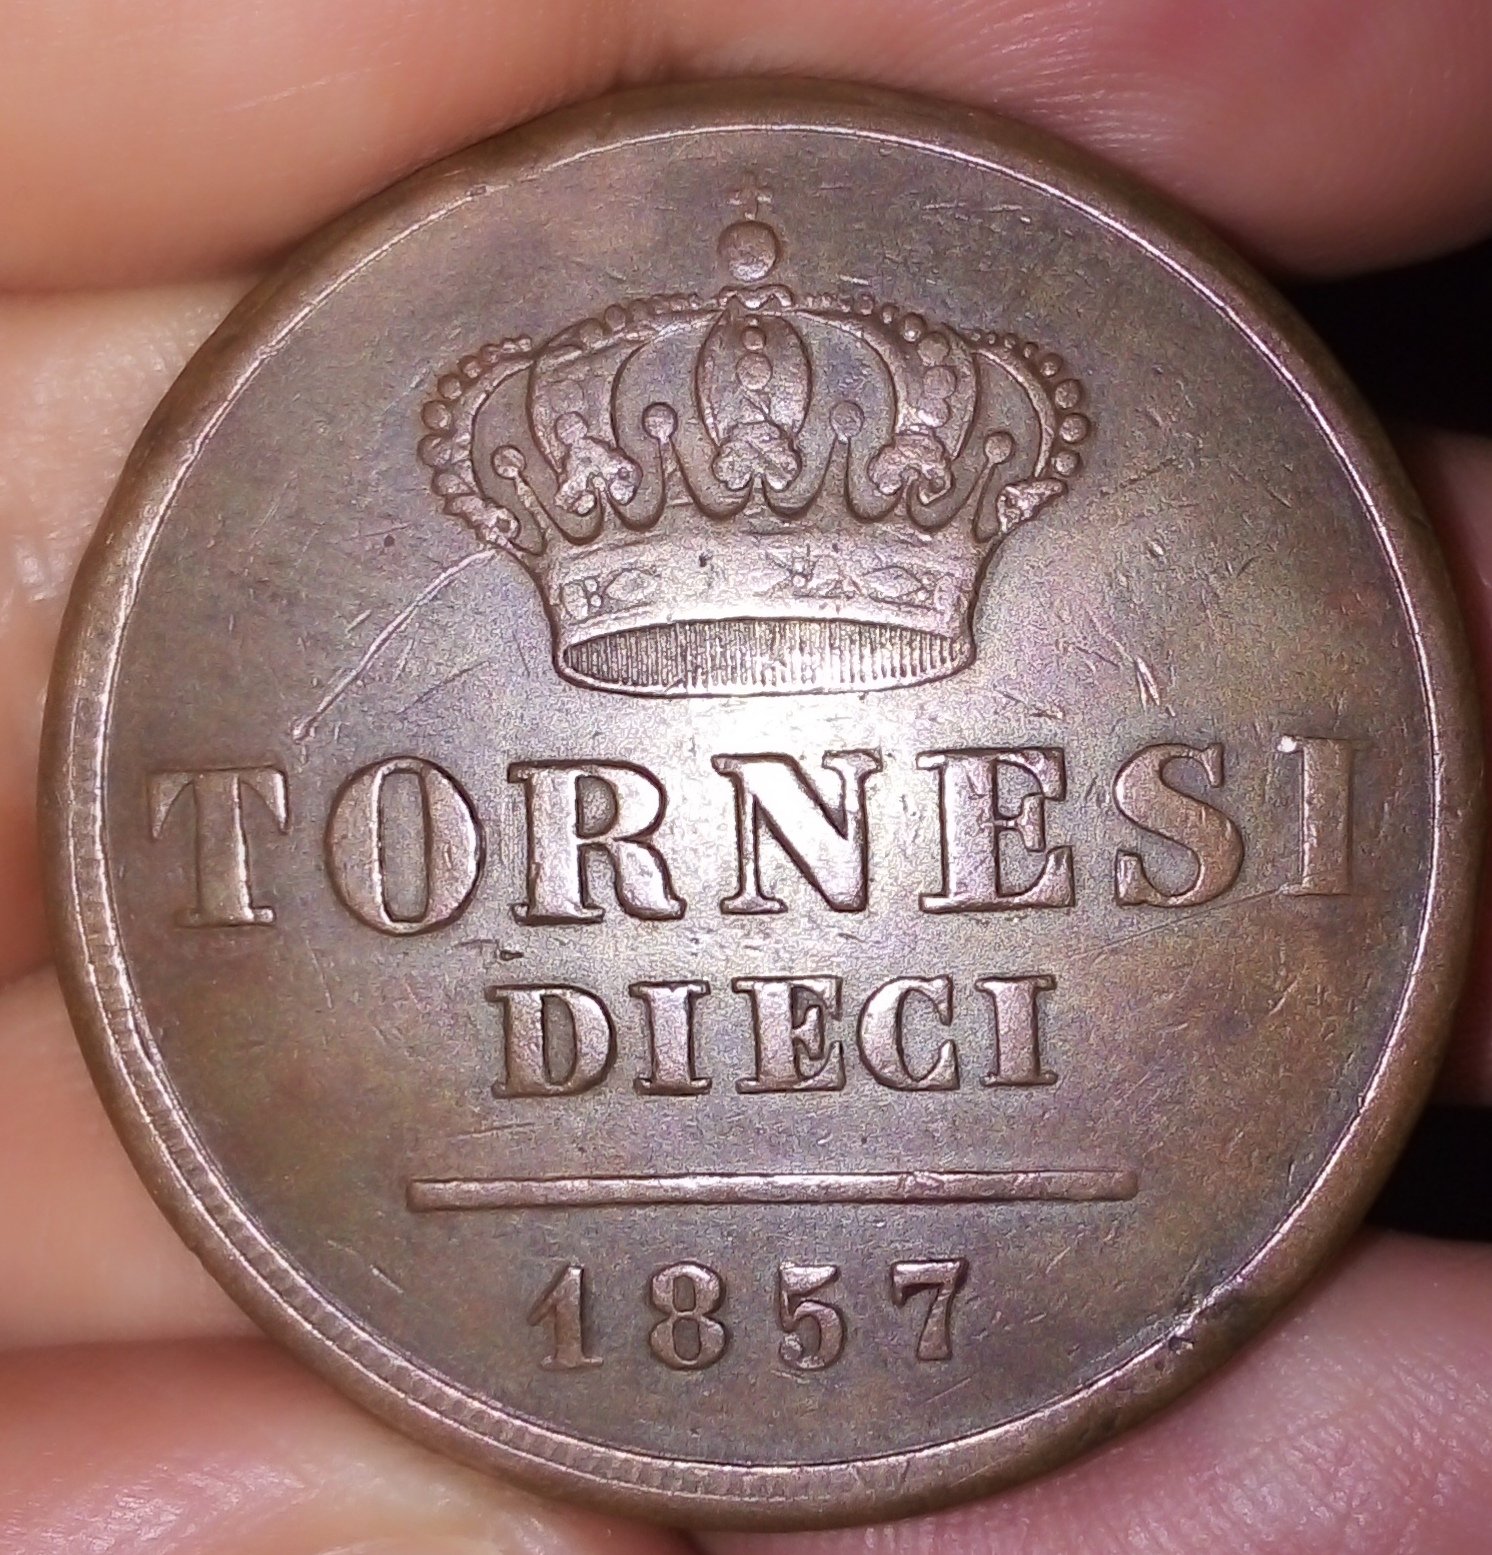 B
TORNESI
DIECI
1857